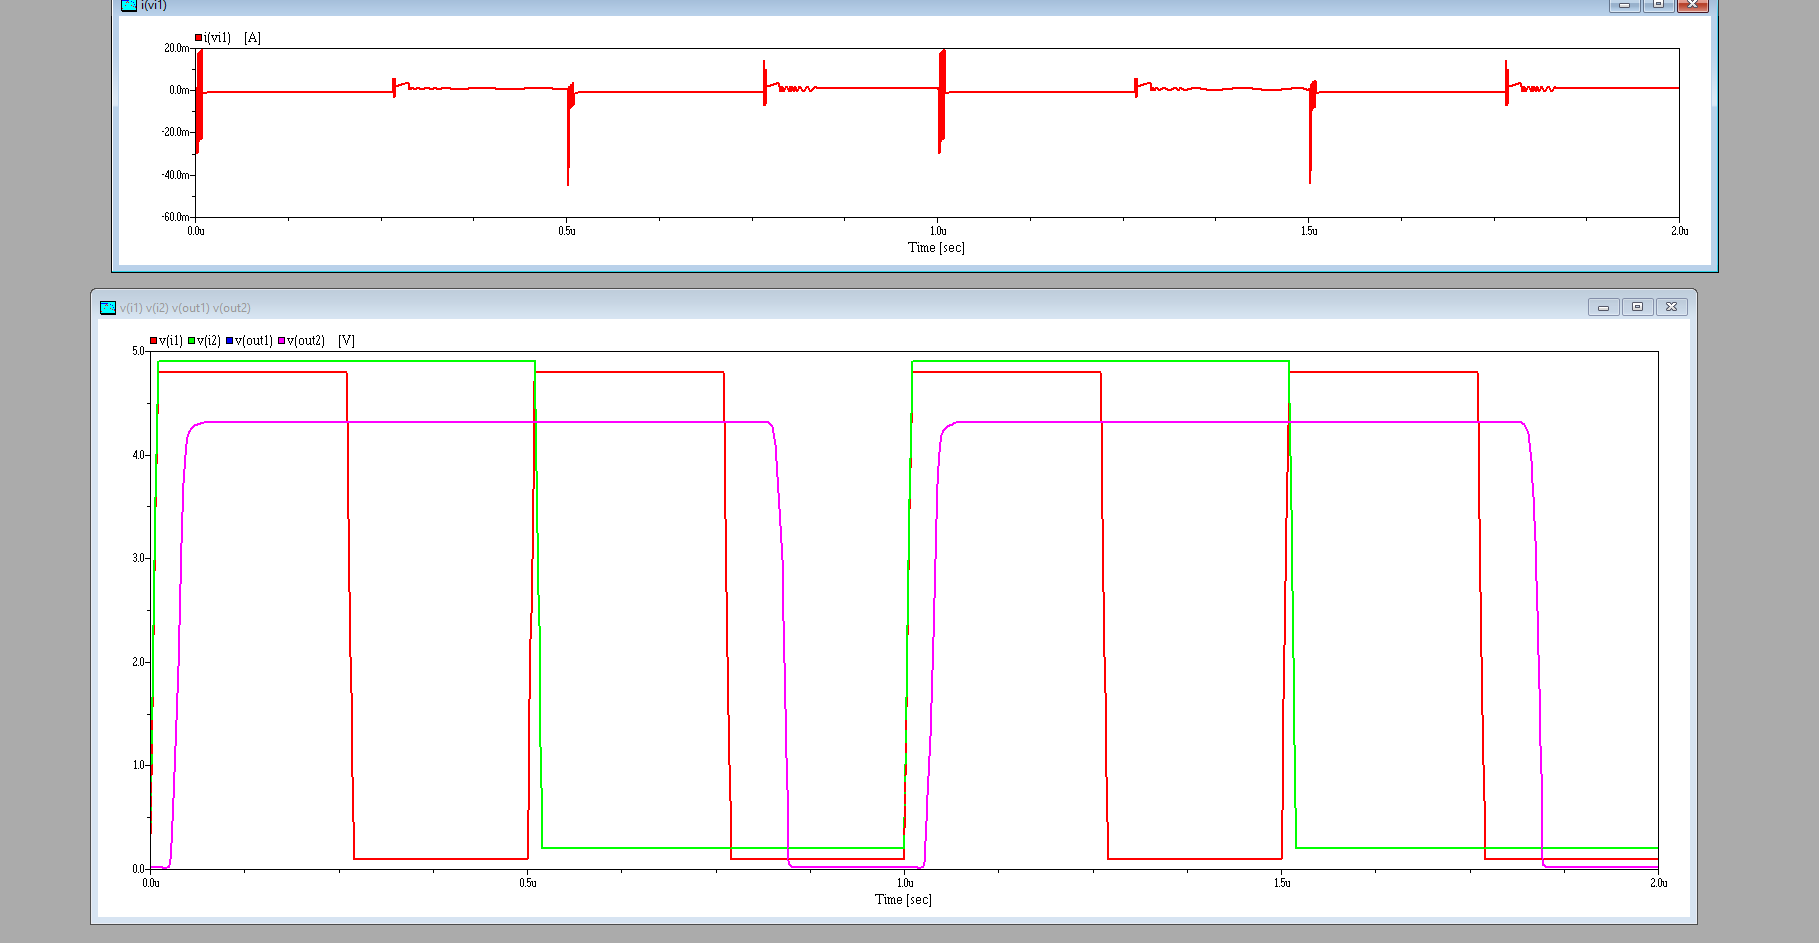 i(vi1)
i(vi1) [A]
20.0m
0.0m
-20.0m
-40.0m
-60.0m
0.0u 0.5u 1.0u 1.5u 2.0u
Time [sec]
v(i1) v(i2) v(out1) v(out2)
v(i1) v(i2) v(out1) v(out2) [V]
5.0
4.0
3.0
2.0
1.0
0.0
0.0u 0.5u 1.0u 1.5u 2.0u
Time [sec]